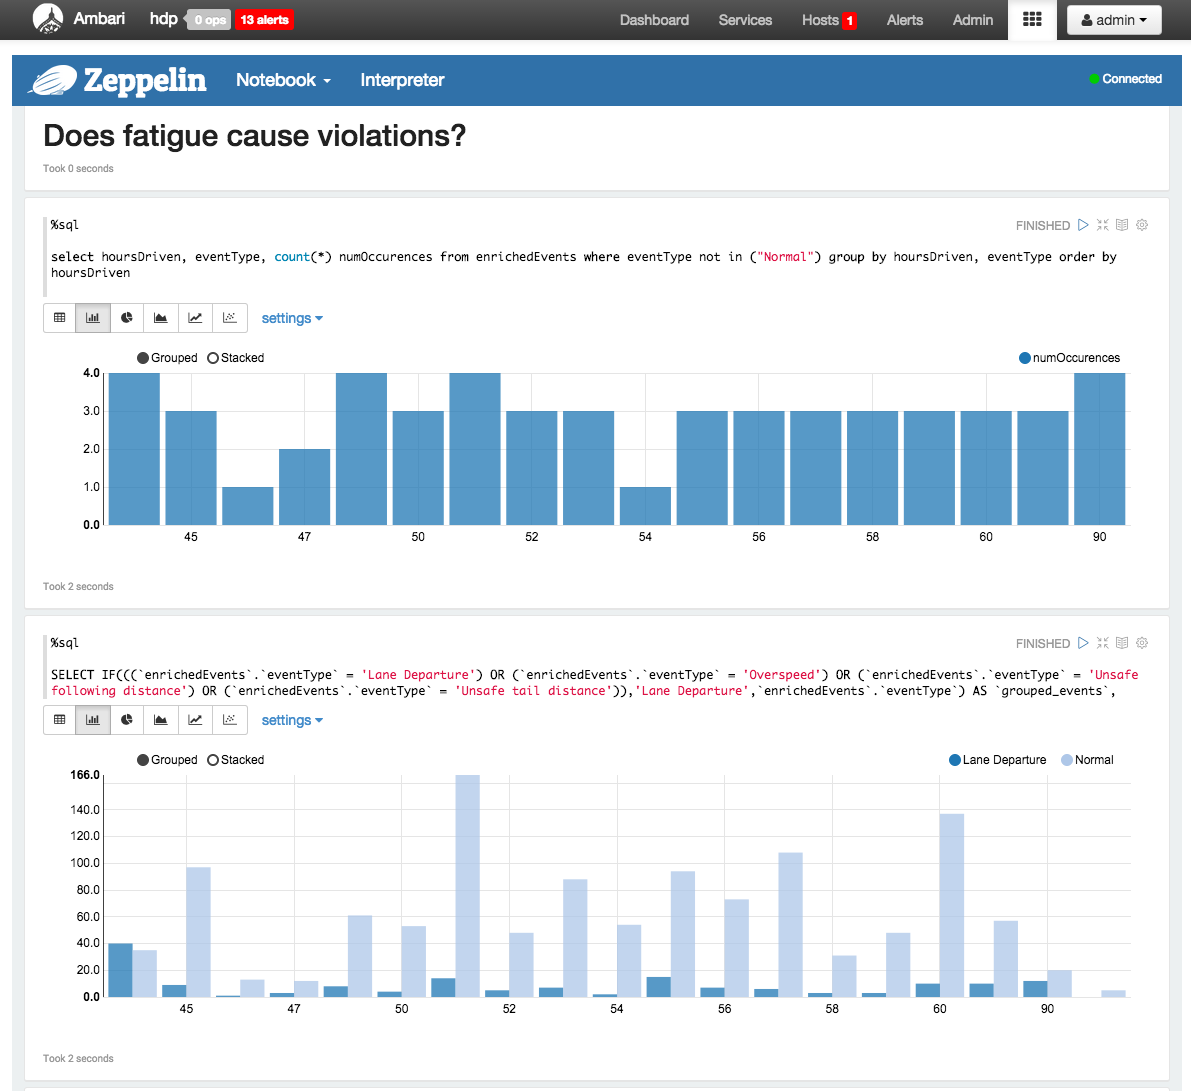 Ambari hdp 0 ops 13 alerts Dashboard Services Hosts 1 Alerts Admin admin
Zeppelin Notebook Interpreter Connected
Does fatigue cause violations?
Took 0 seconds
%sql
FINISHED
select hoursDriven, eventType, count(*) numOccurences from enrichedEvents where eventType not in ("Normal") group by hoursDriven, eventType order by
hoursDriven
settings
Grouped Stacked numOccurences
4.0
3.0
2.0
1.0
0.0
45 47 50 52 54 56 58 60 90
Took 2 seconds
%sql
FINISHED
SELECT IF(((`enrichedEvents`.`eventType` = 'Lane Departure') OR (`enrichedEvents`.`eventType` = 'Overspeed') OR (`enrichedEvents`.`eventType` = 'Unsafe
following distance') OR (`enrichedEvents`.`eventType` = 'Unsafe tail distance')),'Lane Departure',`enrichedEvents`.`eventType`) AS `grouped_events`,
settings
Grouped Stacked Lane Departure Normal
166.0
140.0
120.0
100.0
80.0
60.0
40.0
20.0
0.0
45 47 50 52 54 56 58 60 90
Took 2 seconds